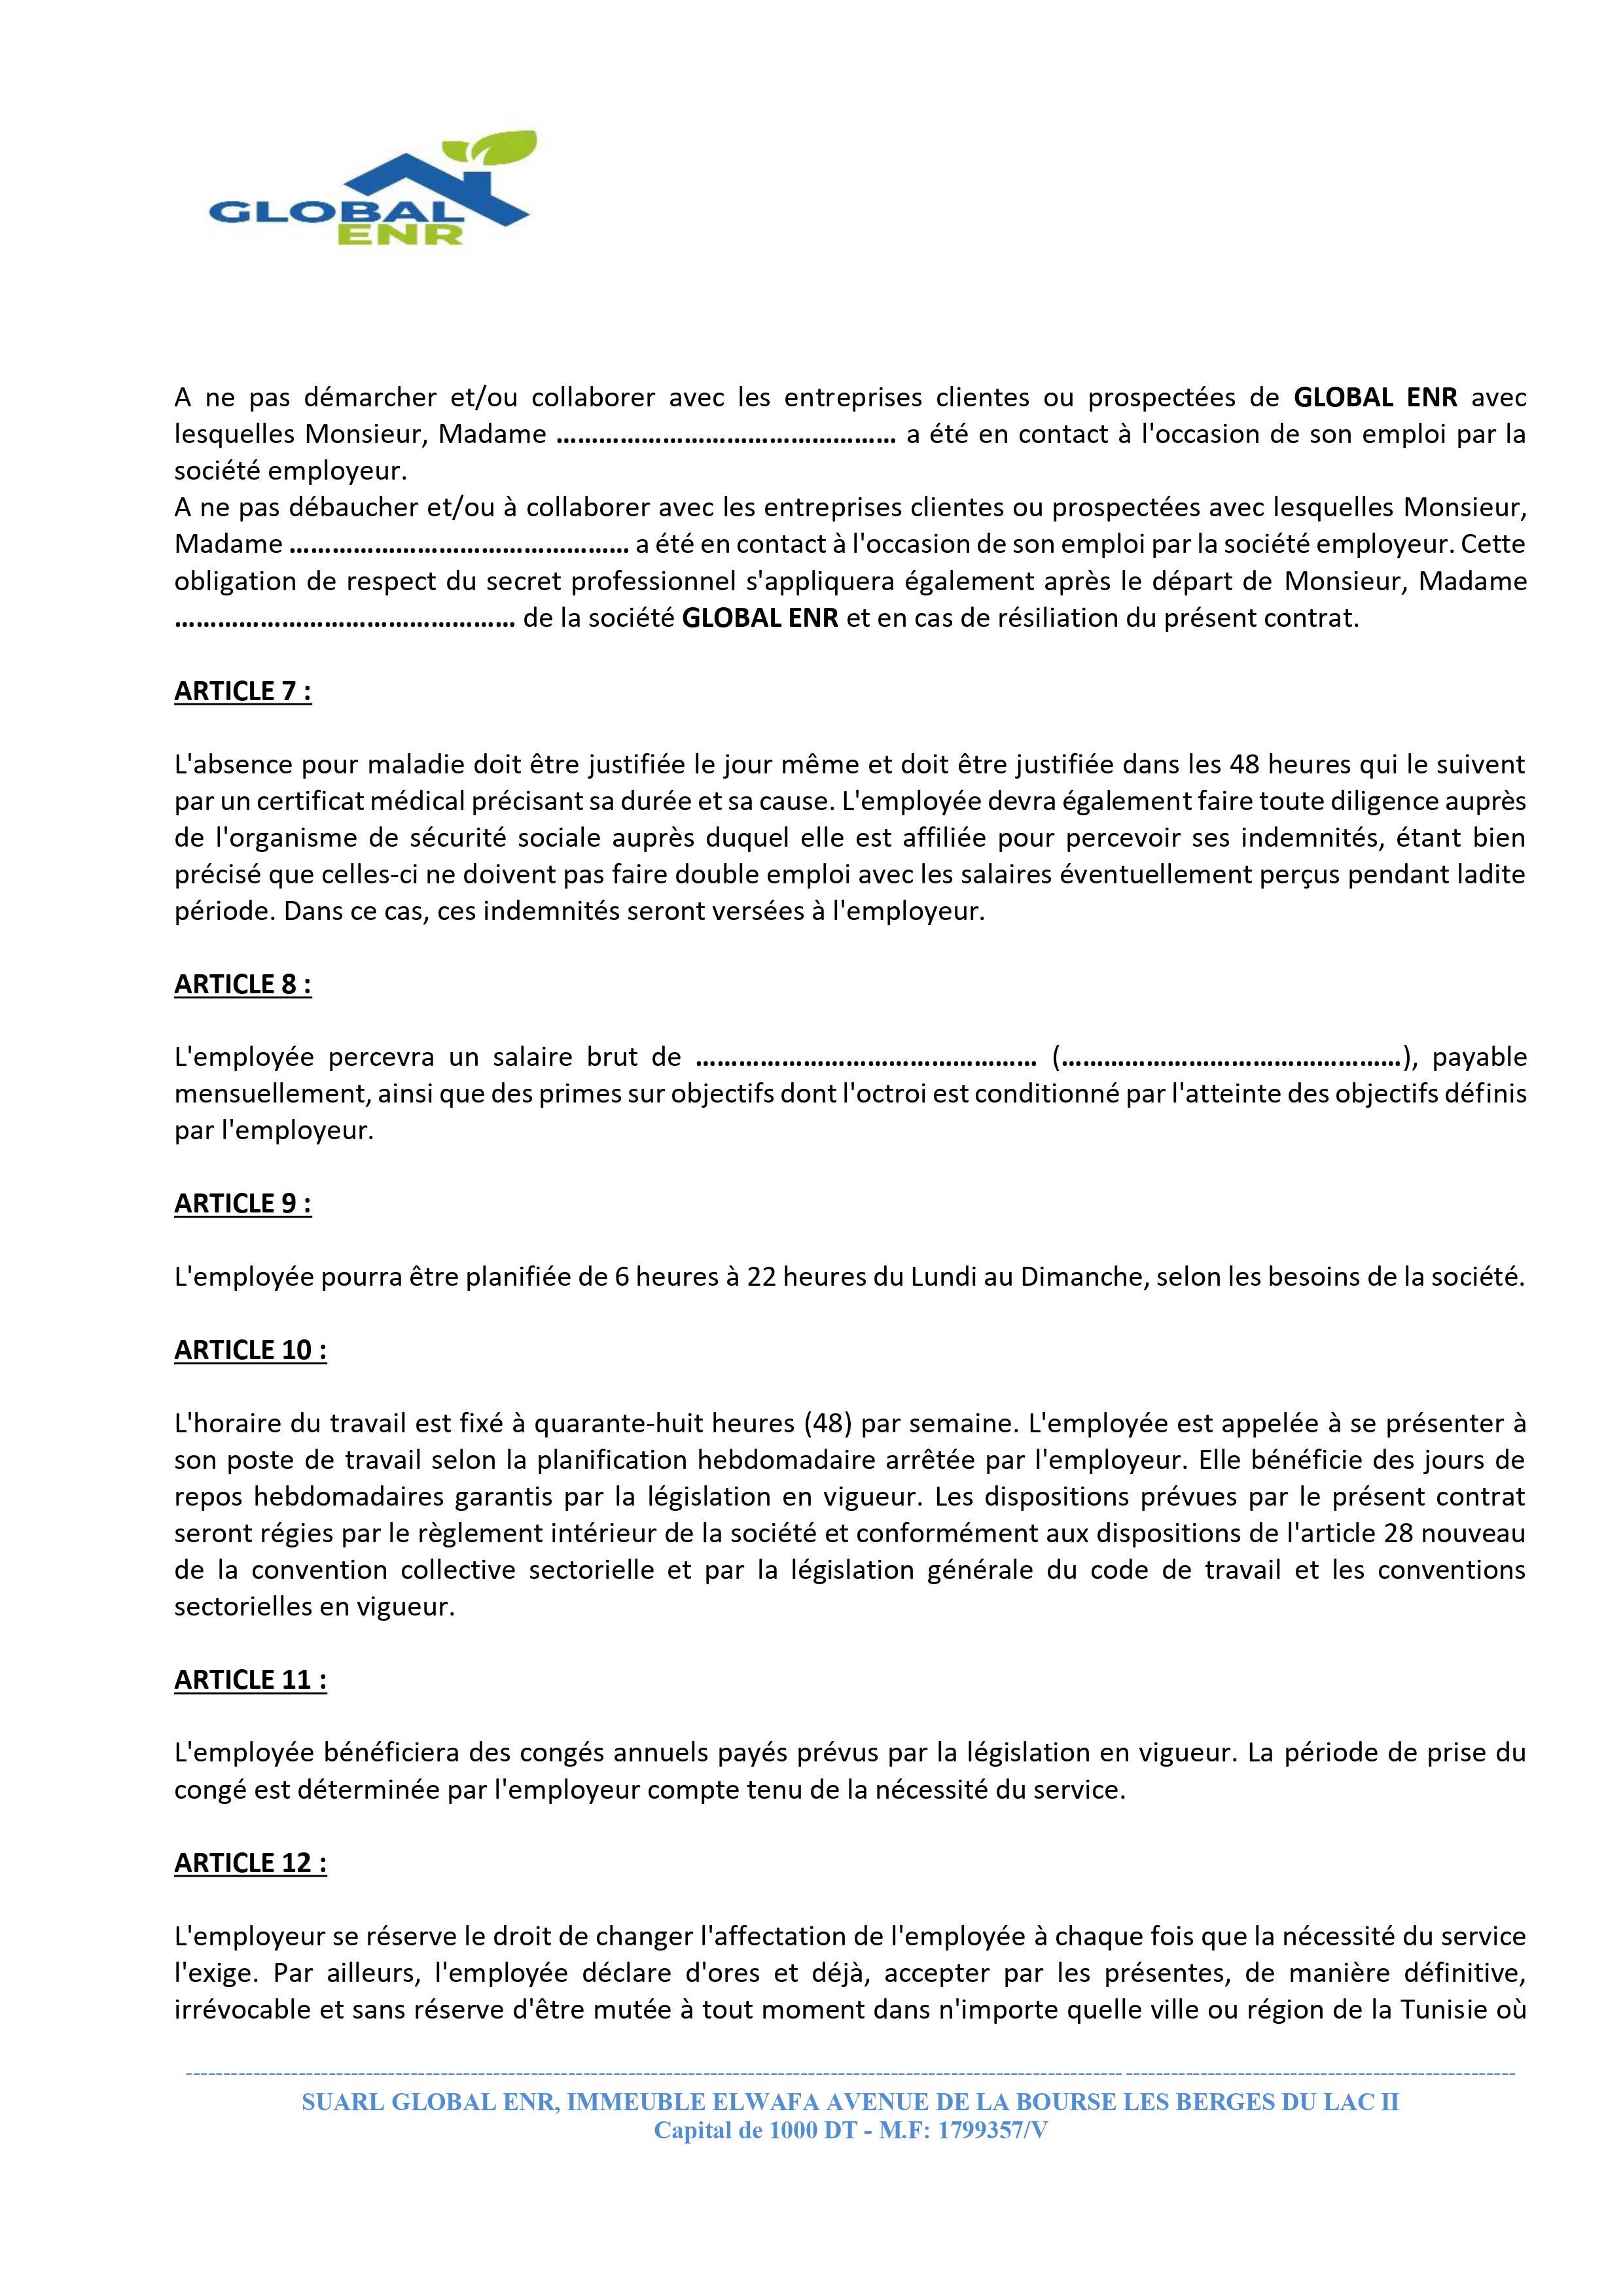 GLOBAL
ENR
A ne pas démarcher et/ou collaborer avec les entreprises clientes ou prospectées de GLOBAL ENR avec
lesquelles Monsieur, Madame ………………………………………… a été en contact à l'occasion de son emploi par la
société employeur.
A ne pas débaucher et/ou à collaborer avec les entreprises clientes ou prospectées avec lesquelles Monsieur,
Madame ………………………………………… a été en contact à l'occasion de son emploi par la société employeur. Cette
obligation de respect du secret professionnel s'appliquera également après le départ de Monsieur, Madame
………………………………………… de la société GLOBAL ENR et en cas de résiliation du présent contrat.
ARTICLE 7 :
L'absence pour maladie doit être justifiée le jour même et doit être justifiée dans les 48 heures qui le suivent
par un certificat médical précisant sa durée et sa cause. L'employée devra également faire toute diligence auprès
de l'organisme de sécurité sociale auprès duquel elle est affiliée pour percevoir ses indemnités, étant bien
précisé que celles-ci ne doivent pas faire double emploi avec les salaires éventuellement perçus pendant ladite
période. Dans ce cas, ces indemnités seront versées à l'employeur.
ARTICLE 8 :
L'employée percevra un salaire brut de ………………………………………… (…………………………………………), payable
mensuellement, ainsi que des primes sur objectifs dont l'octroi est conditionné par l'atteinte des objectifs définis
par l'employeur.
ARTICLE 9 :
L'employée pourra être planifiée de 6 heures à 22 heures du Lundi au Dimanche, selon les besoins de la société.
ARTICLE 10 :
L'horaire du travail est fixé à quarante-huit heures (48) par semaine. L'employée est appelée à se présenter à
son poste de travail selon la planification hebdomadaire arrêtée par l'employeur. Elle bénéficie des jours de
repos hebdomadaires garantis par la législation en vigueur. Les dispositions prévues par le présent contrat
seront régies par le règlement intérieur de la société et conformément aux dispositions de l'article 28 nouveau
de la convention collective sectorielle et par la législation générale du code de travail et les conventions
sectorielles en vigueur.
ARTICLE 11 :
L'employée bénéficiera des congés annuels payés prévus par la législation en vigueur. La période de prise du
congé est déterminée par l'employeur compte tenu de la nécessité du service.
ARTICLE 12 :
L'employeur se réserve le droit de changer l'affectation de l'employée à chaque fois que la nécessité du service
l'exige. Par ailleurs, l'employée déclare d'ores et déjà, accepter par les présentes, de manière définitive,
irrévocable et sans réserve d'être mutée à tout moment dans n'importe quelle ville ou région de la Tunisie où
SUARL GLOBAL ENR, IMMEUBLE ELWAFA AVENUE DE LA BOURSE LES BERGES DU LAC II
Capital de 1000 DT - M.F: 1799357/V